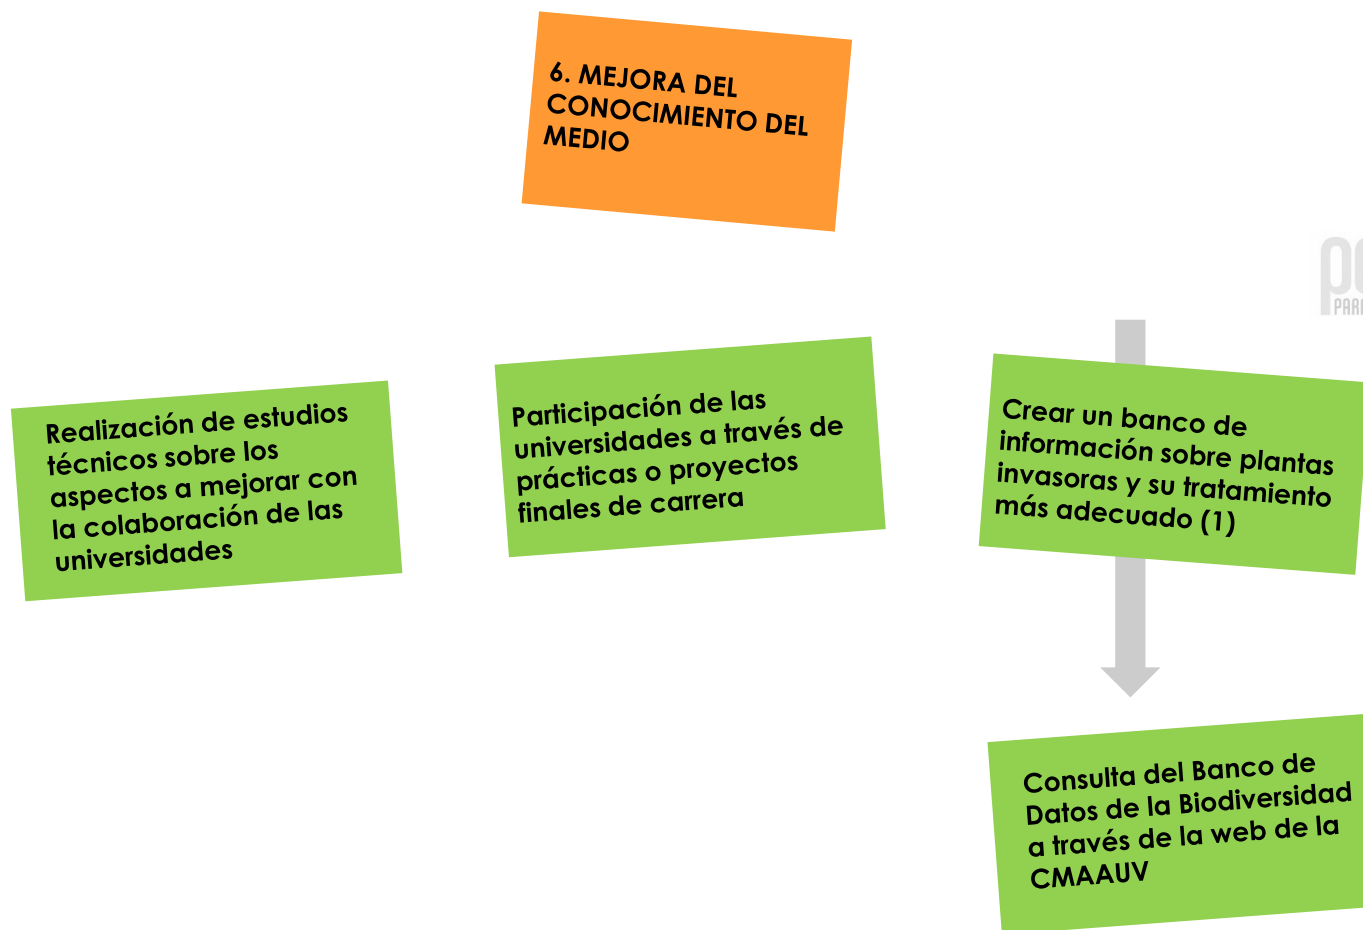 6. MEJORA DEL
CONOCIMIENTO DEL
MEDIO
Realización de estudios
técnicos sobre los
aspectos a mejorar con
la colaboración de las
universidades
Participación de las
universidades a través de
prácticas o proyectos
finales de carrera
Crear un banco de
información sobre plantas
invasoras y su tratamiento
más adecuado (1)
Consulta del Banco de
Datos de la Biodiversidad
a través de la web de la
CMAAUV